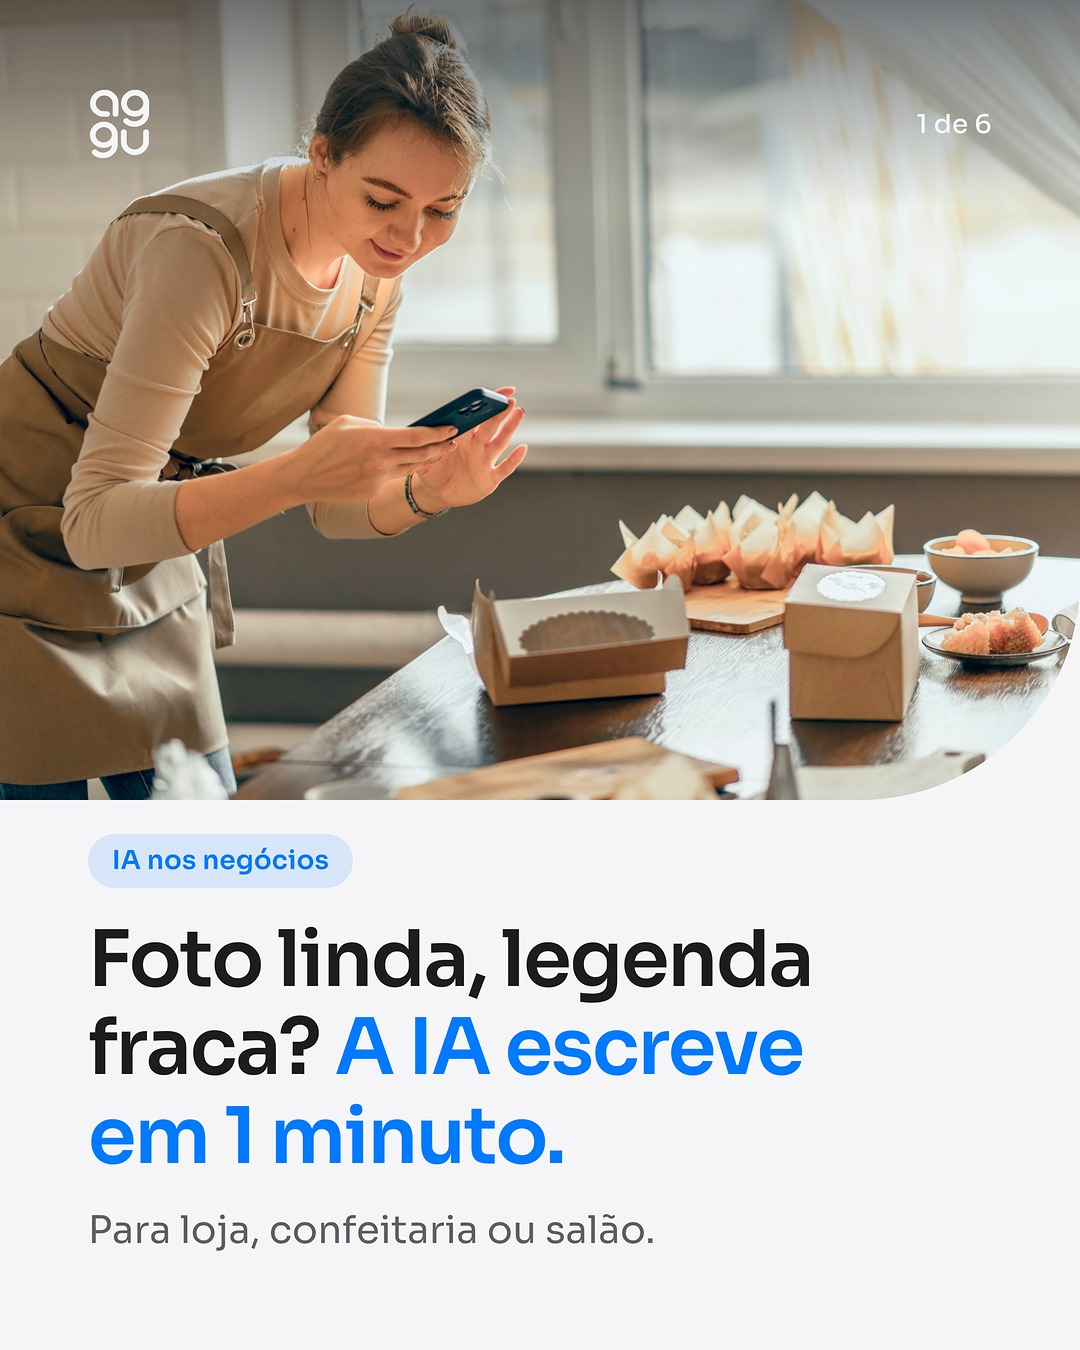 ag
gu
1 de 6
IA nos negócios
Foto linda, legenda
fraca? A IA escreve
em 1 minuto.
Para loja, confeitaria ou salão.